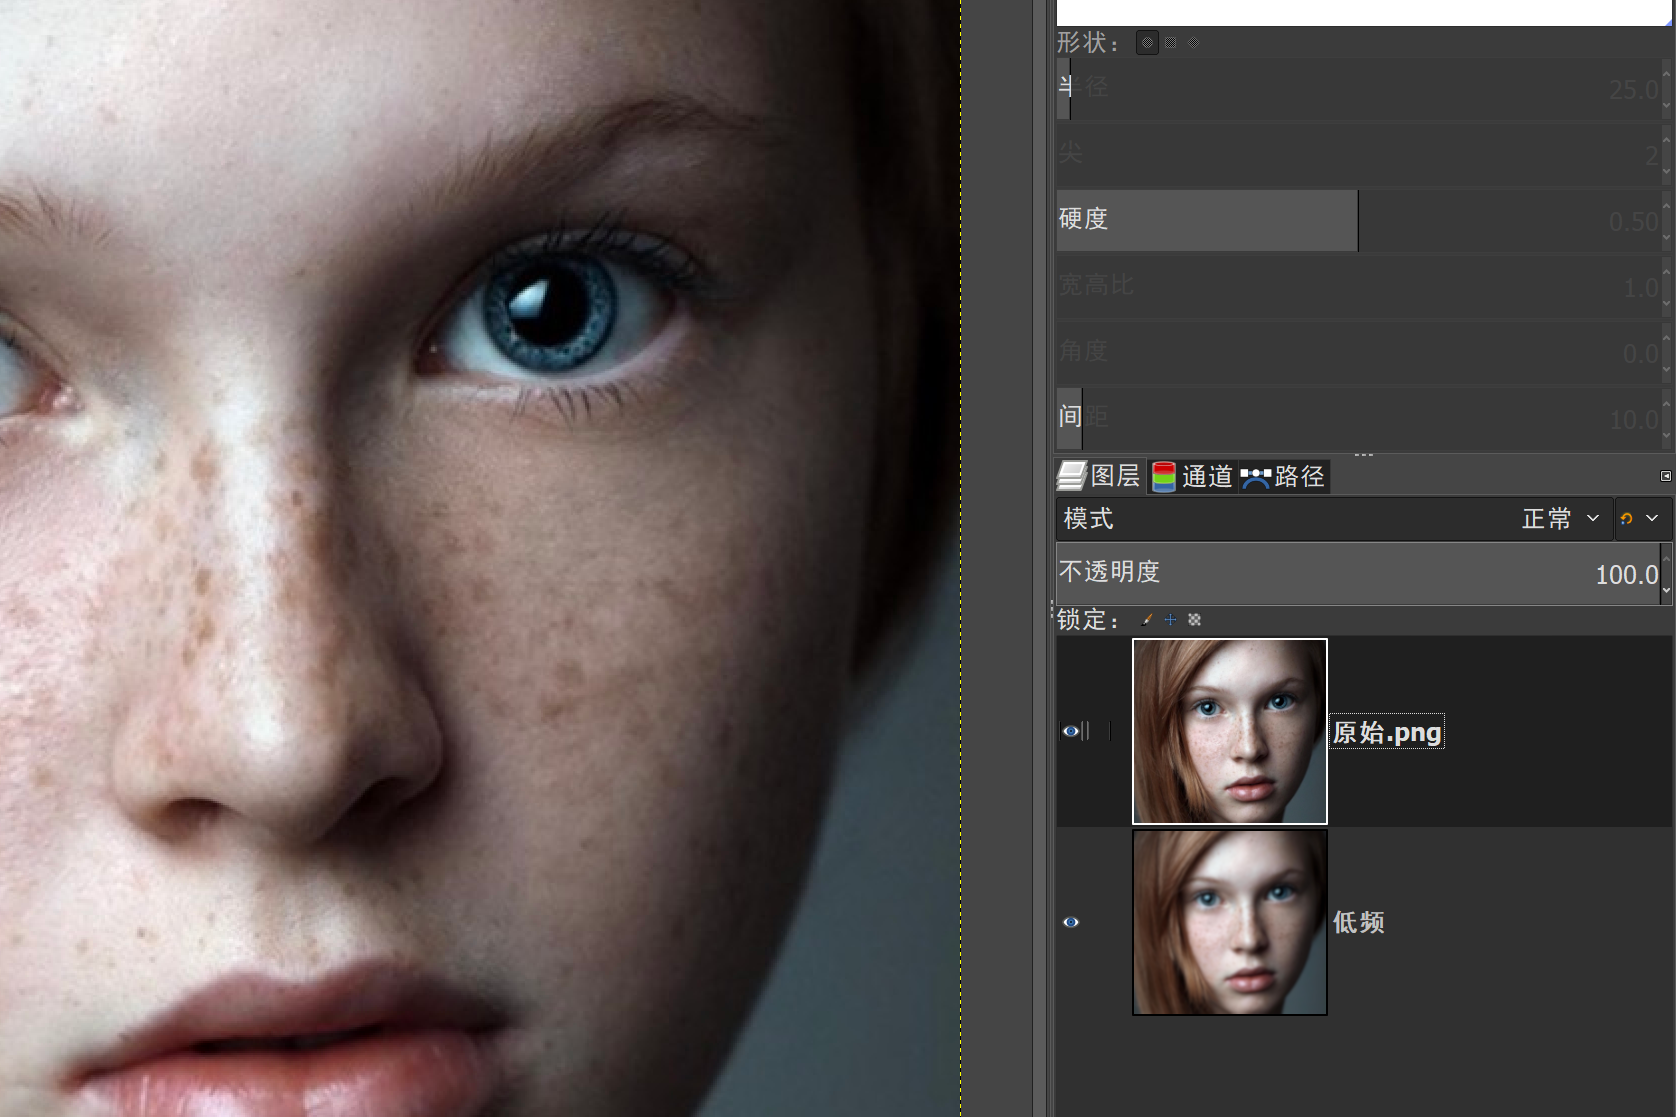 形状：
半径 25.0
尖 2
硬度 0.50
宽高比 1.0
角度 0.0
间距 10.0
图层 通道 路径
模式 正常
不透明度 100.0
锁定：
原始.png
低频